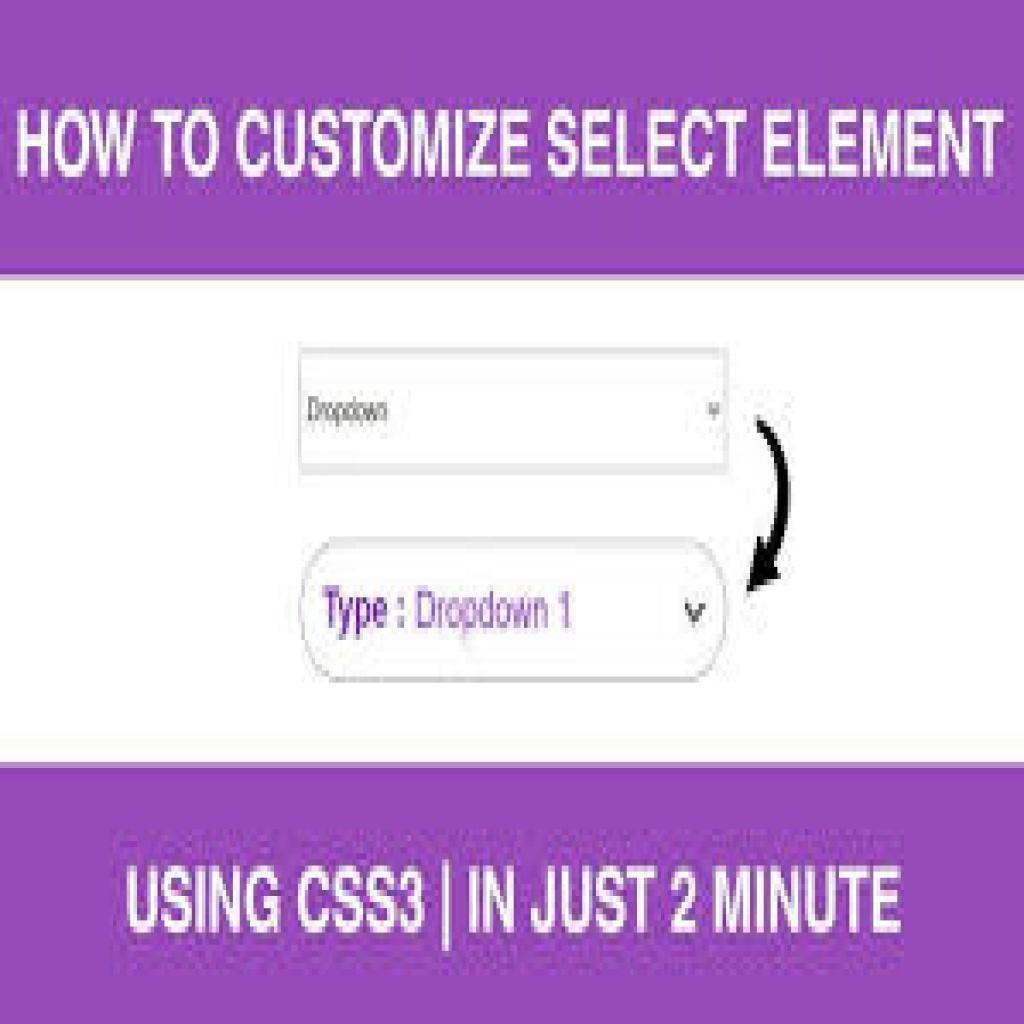 HOW TO CUSTOMIZE SELECT ELEMENT
Dropdown
Type : Dropdown 1
USING CSS3 | IN JUST 2 MINUTE